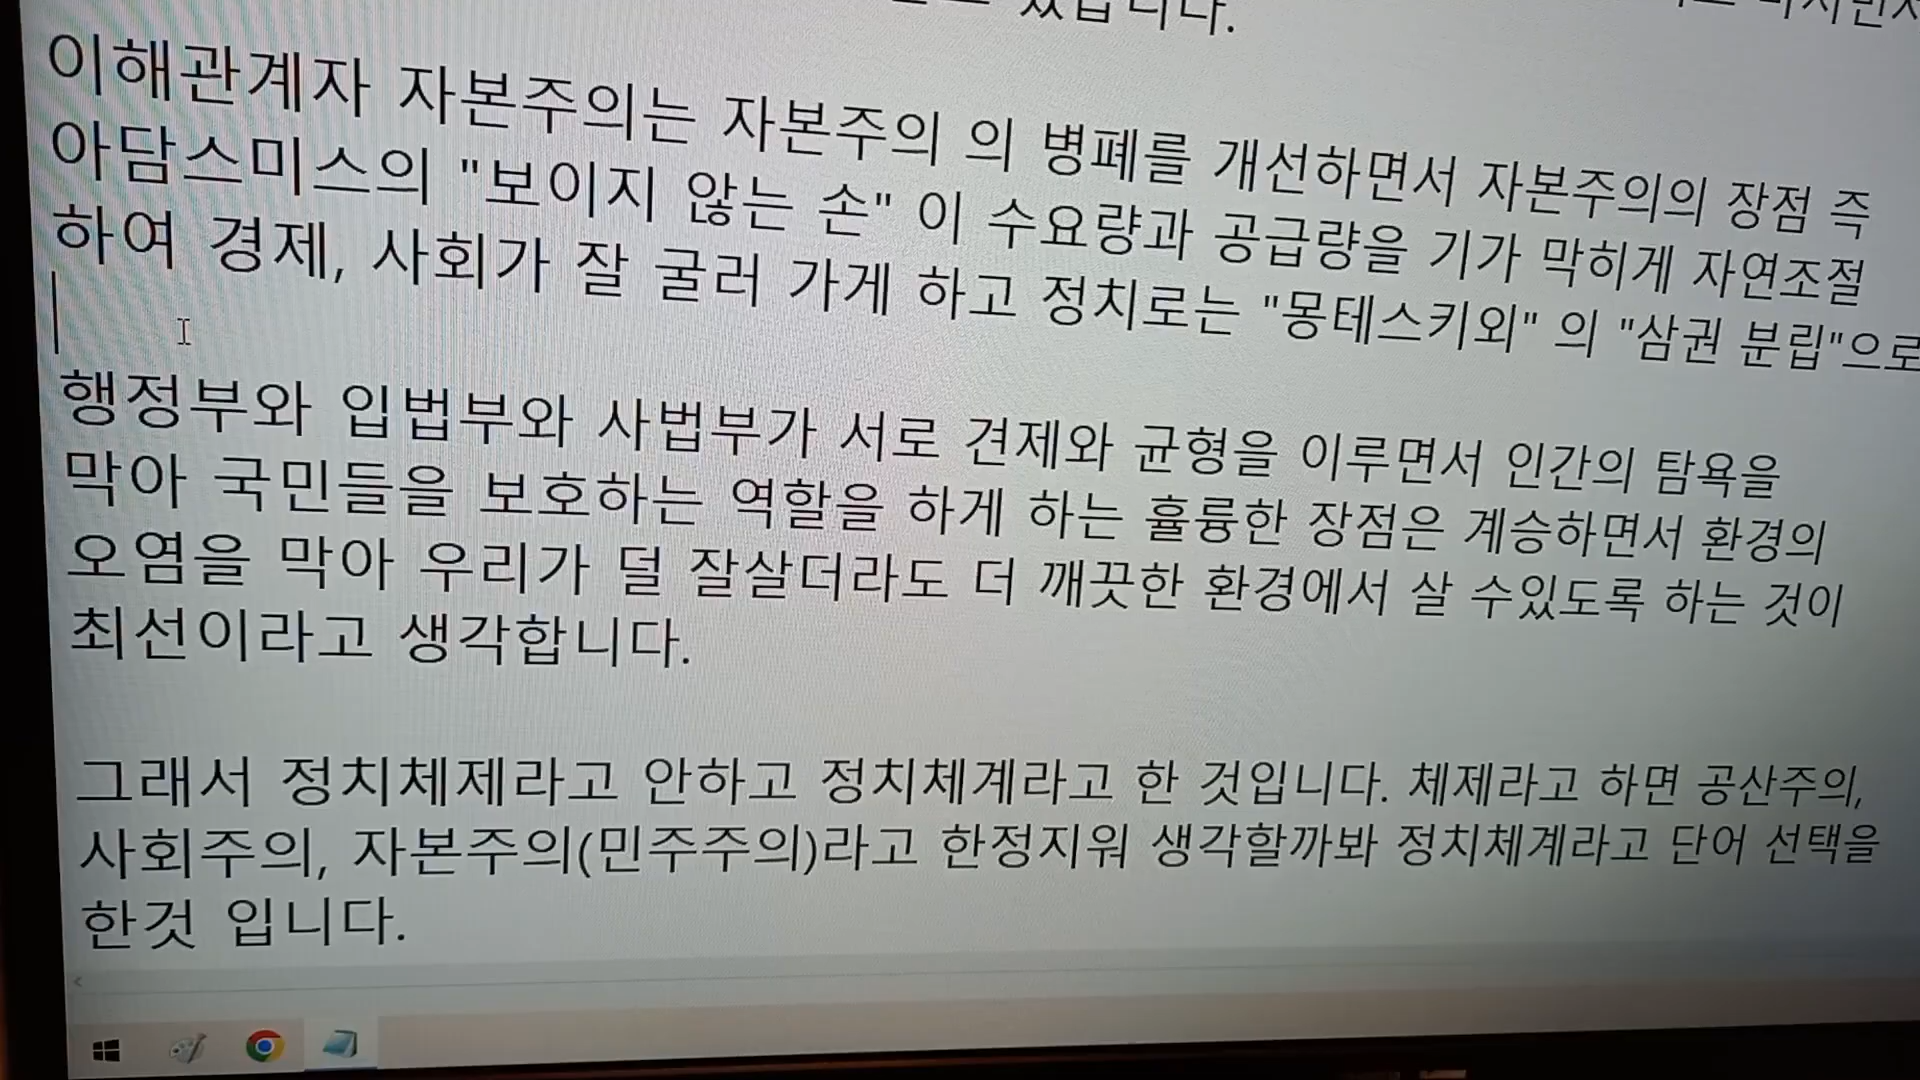 있습니다.
이해관계자 자본주의는 자본주의 의 병폐를 개선하면서 자본주의의 장점 즉
아담스미스의 "보이지 않는 손" 이 수요량과 공급량을 기가 막히게 자연조절
하여 경제, 사회가 잘 굴러 가게 하고 정치로는 "몽테스키외" 의 "삼권 분립"으로
행정부와 입법부와 사법부가 서로 견제와 균형을 이루면서 인간의 탐욕을
막아 국민들을 보호하는 역할을 하게 하는 휼륭한 장점은 계승하면서 환경의
오염을 막아 우리가 덜 잘살더라도 더 깨끗한 환경에서 살 수있도록 하는 것이
최선이라고 생각합니다.
그래서 정치체제라고 안하고 정치체계라고 한 것입니다. 체제라고 하면 공산주의,
사회주의, 자본주의(민주주의)라고 한정지워 생각할까봐 정치체계라고 단어 선택을
한것 입니다.